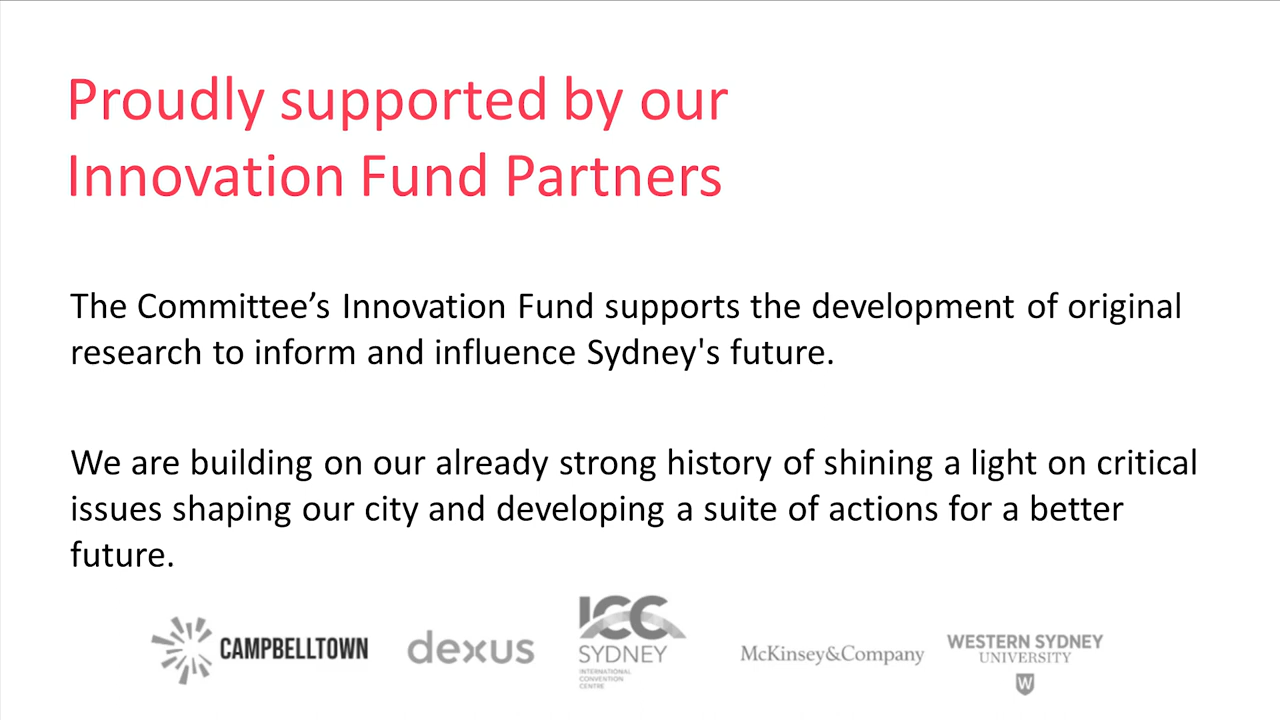 Proudly supported by our
Innovation Fund Partners
The Committee’s Innovation Fund supports the development of original
research to inform and influence Sydney's future.
We are building on our already strong history of shining a light on critical
issues shaping our city and developing a suite of actions for a better
future.
CAMPBELLTOWN
dexus
ICC
SYDNEY
INTERNATIONAL
CONVENTION
CENTRE
McKinsey&Company
WESTERN SYDNEY
UNIVERSITY
W